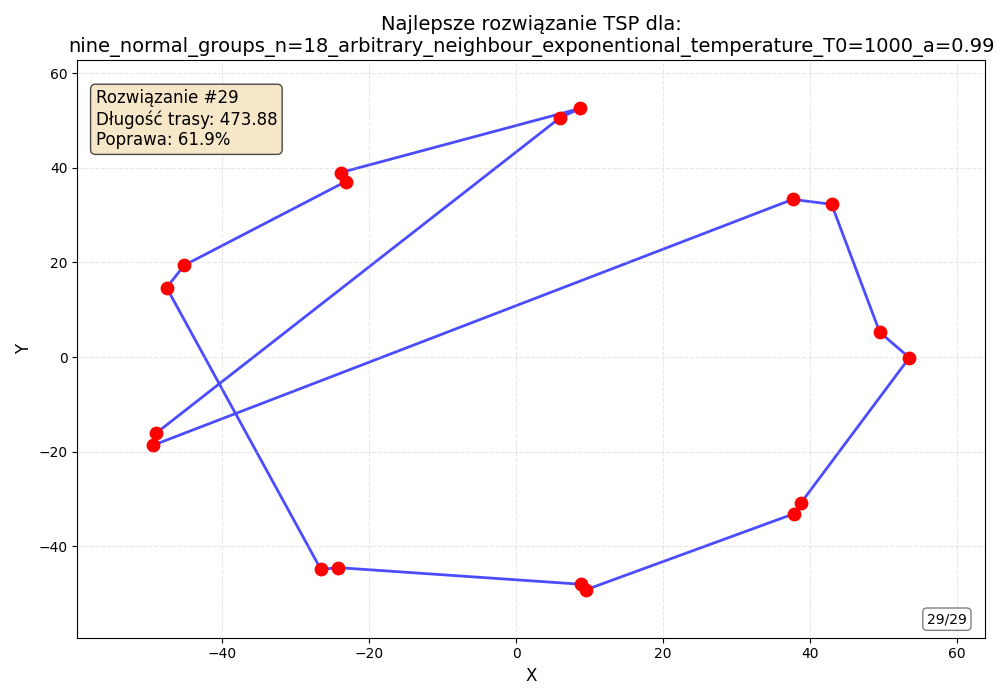 Najlepsze rozwiązanie TSP dla:
nine_normal_groups_n=18_arbitrary_neighbour_exponential_temperature_T0=1000_a=0.99
Rozwiązanie #29
Długość trasy: 473.88
Poprawa: 61.9%
60
40
20
0
−20
−40
Y
29/29
−40
−20
0
20
40
60
X